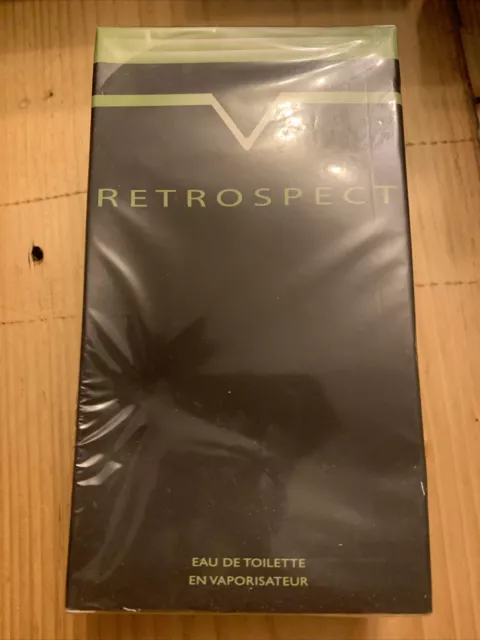 RETROSPECT
EAU DE TOILETTE
EN VAPORISATEUR